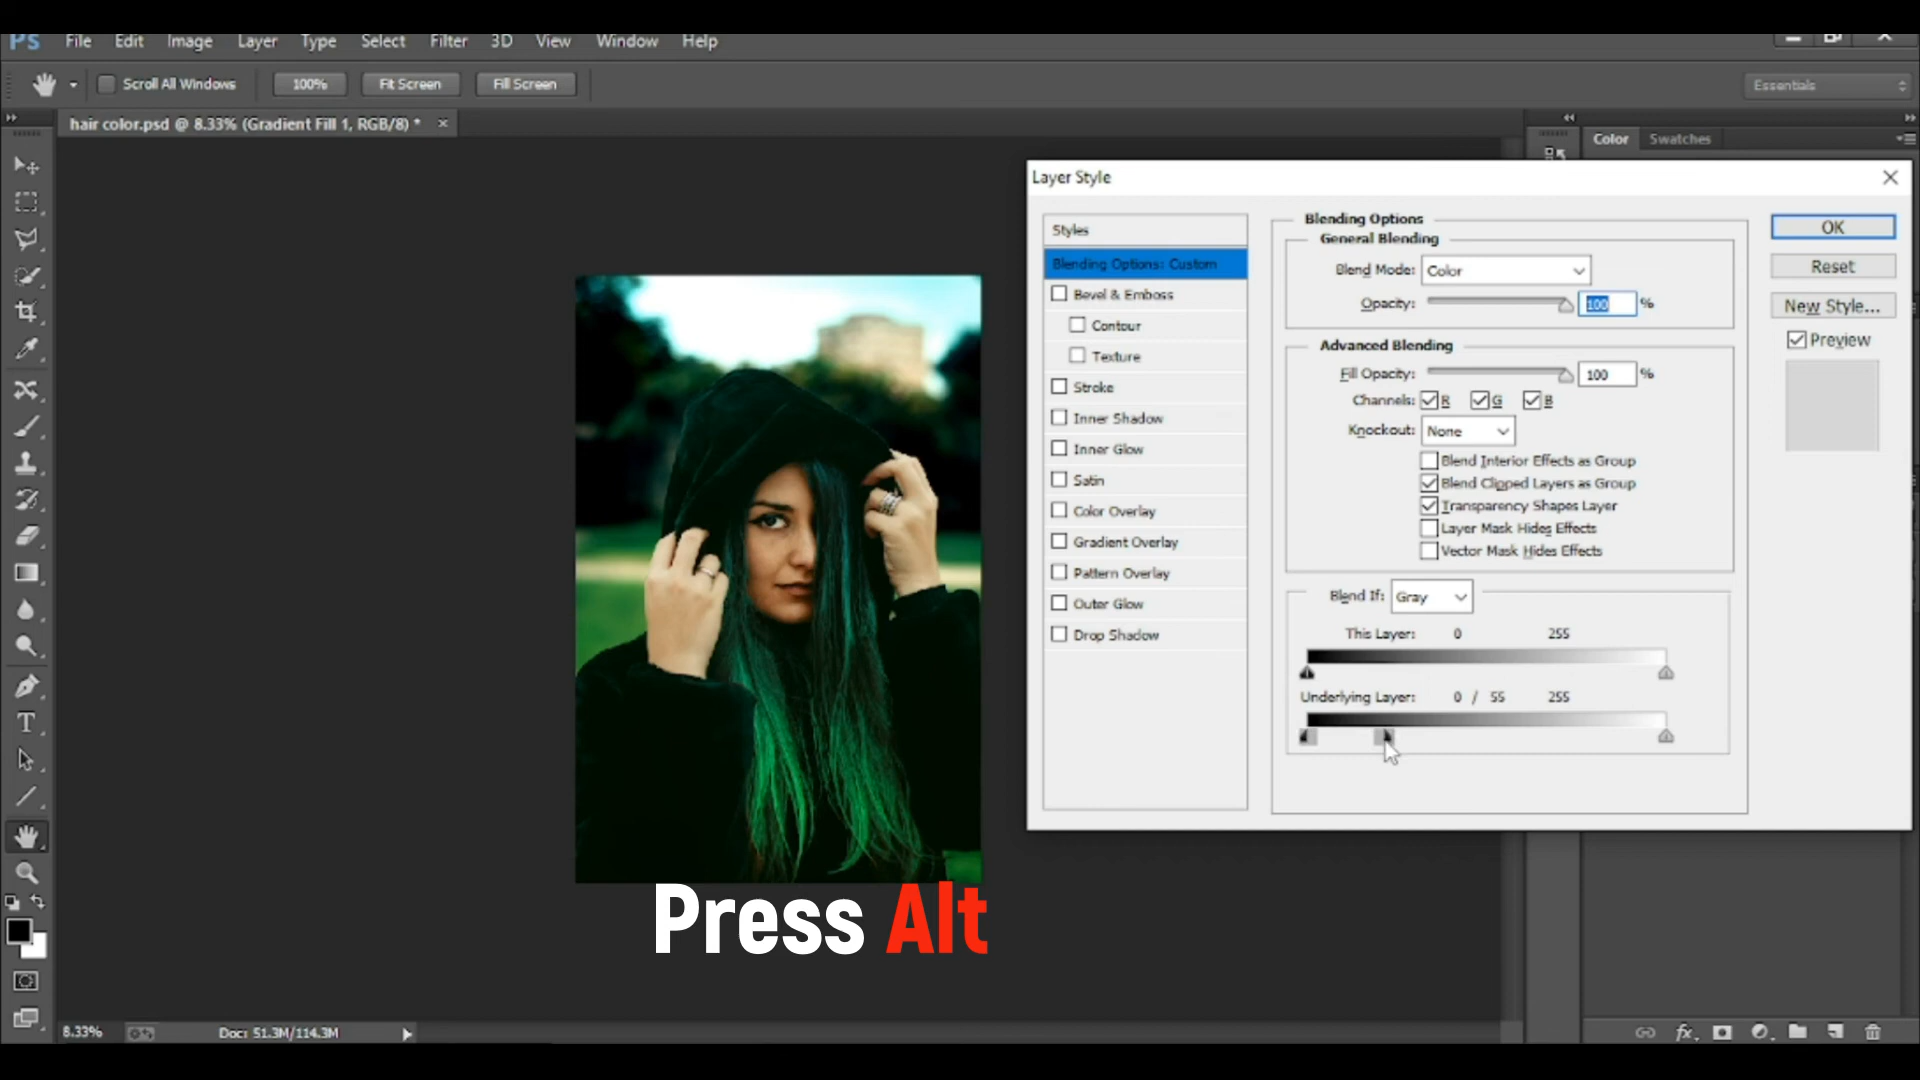 Ps File Edit Image Layer Type Select Filter 3D View Window Help
Scroll All Windows 100% Fit Screen Fill Screen Essentials
hair color.psd @ 8.33% (Gradient Fill 1, RGB/8) * ×
Color Swatches
Layer Style
Styles
Blending Options: Custom
Bevel & Emboss
Contour
Texture
Stroke
Inner Shadow
Inner Glow
Satin
Color Overlay
Gradient Overlay
Pattern Overlay
Outer Glow
Drop Shadow
Blending Options
General Blending
Blend Mode: Color
Opacity: 100 %
Advanced Blending
Fill Opacity: 100 %
Channels: R G B
Knockout: None
Blend Interior Effects as Group
Blend Clipped Layers as Group
Transparency Shapes Layer
Layer Mask Hides Effects
Vector Mask Hides Effects
Blend If: Gray
This Layer: 0 255
Underlying Layer: 0 / 55 255
OK
Reset
New Style...
Preview
Press Alt
8.33% Doc: 51.3M/114.3M
fx